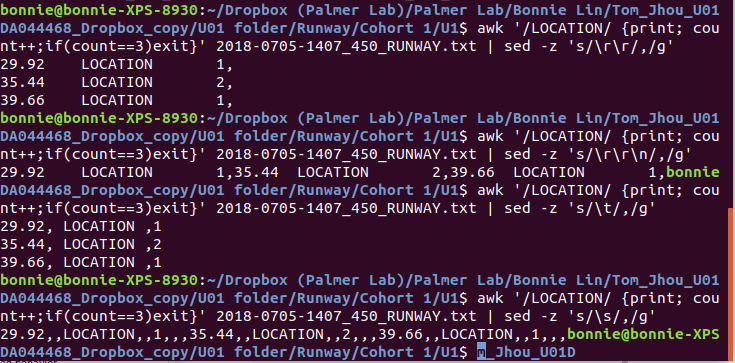 bonnie@bonnie-XPS-8930:~/Dropbox (Palmer Lab)/Palmer Lab/Bonnie Lin/Tom_Jhou_U01
DA044468_Dropbox_copy/U01 folder/Runway/Cohort 1/U1$ awk '/LOCATION/ {print; cou
nt++;if(count==3)exit}' 2018-0705-1407_450_RUNWAY.txt | sed -z 's/\r\r/,/g'
29.92    LOCATION        1,
35.44    LOCATION        2,
39.66    LOCATION        1,
bonnie@bonnie-XPS-8930:~/Dropbox (Palmer Lab)/Palmer Lab/Bonnie Lin/Tom_Jhou_U01
DA044468_Dropbox_copy/U01 folder/Runway/Cohort 1/U1$ awk '/LOCATION/ {print; cou
nt++;if(count==3)exit}' 2018-0705-1407_450_RUNWAY.txt | sed -z 's/\r\r\n/,/g'
29.92    LOCATION        1,35.44  LOCATION        2,39.66  LOCATION        1,bonnie
DA044468_Dropbox_copy/U01 folder/Runway/Cohort 1/U1$ awk '/LOCATION/ {print; cou
nt++;if(count==3)exit}' 2018-0705-1407_450_RUNWAY.txt | sed -z 's/\t/,/g'
29.92, LOCATION ,1
35.44, LOCATION ,2
39.66, LOCATION ,1
bonnie@bonnie-XPS-8930:~/Dropbox (Palmer Lab)/Palmer Lab/Bonnie Lin/Tom_Jhou_U01
DA044468_Dropbox_copy/U01 folder/Runway/Cohort 1/U1$ awk '/LOCATION/ {print; cou
nt++;if(count==3)exit}' 2018-0705-1407_450_RUNWAY.txt | sed -z 's/\s/,/g'
29.92,,LOCATION,,1,,,35.44,,LOCATION,,2,,,39.66,,LOCATION,,1,,,bonnie@bonnie-XPS
DA044468_Dropbox_copy/U01 folder/Runway/Cohort 1/U1$ _Jhou_U01D